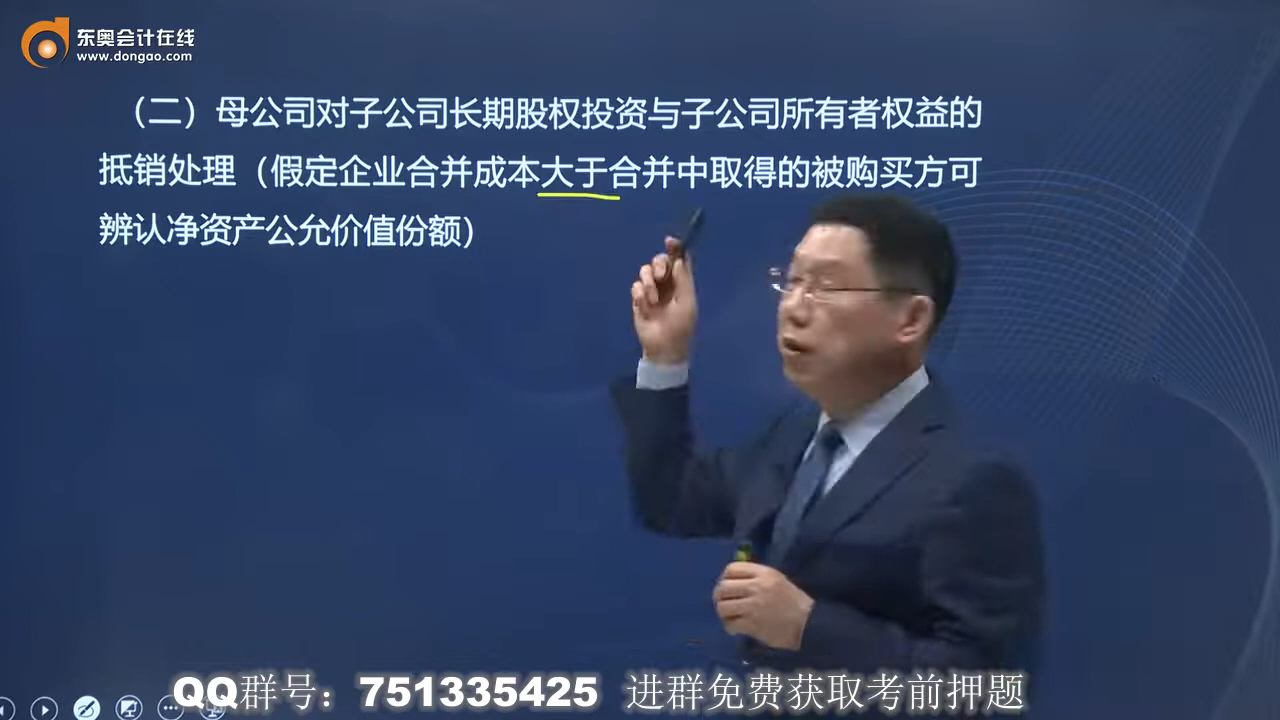 东奥会计在线
www.dongao.com
（二）母公司对子公司长期股权投资与子公司所有者权益的
抵销处理（假定企业合并成本大于合并中取得的被购买方可
辨认净资产公允价值份额）
QQ群号：751335425 进群免费获取考前押题